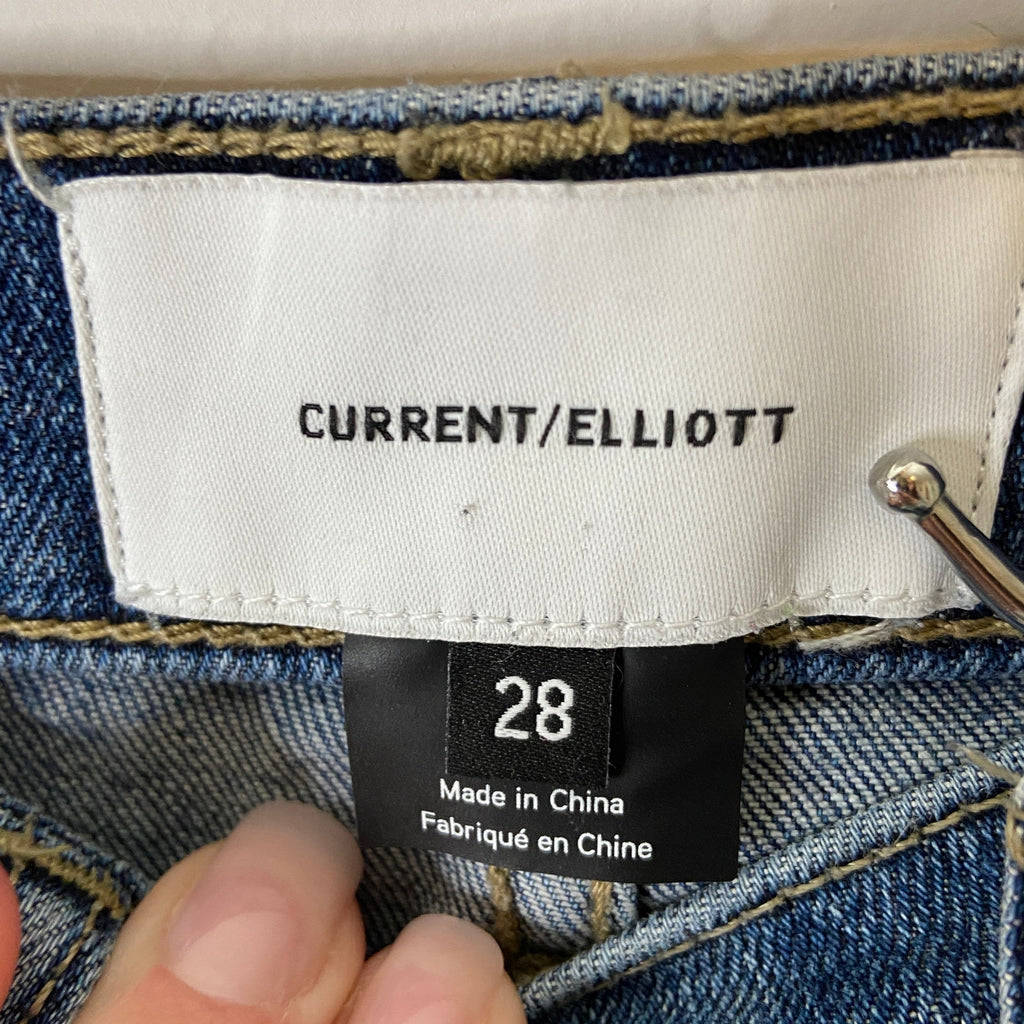 CURRENT/ELLIOTT
28
Made in China
Fabriqué en Chine